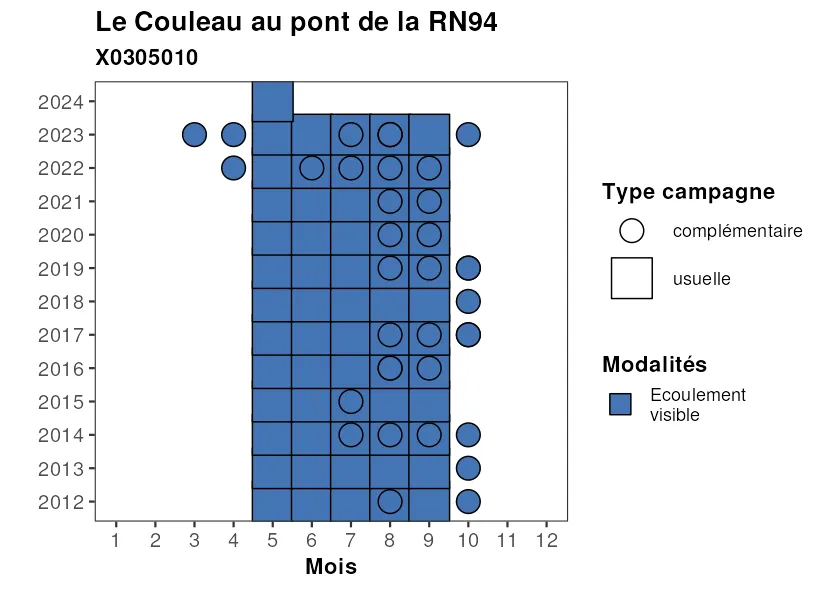 Le Couleau au pont de la RN94
X0305010
2024
2023
2022
2021
2020
2019
2018
2017
2016
2015
2014
2013
2012
1 2 3 4 5 6 7 8 9 10 11 12
Mois
Type campagne
complémentaire
usuelle
Modalités
Ecoulement
visible